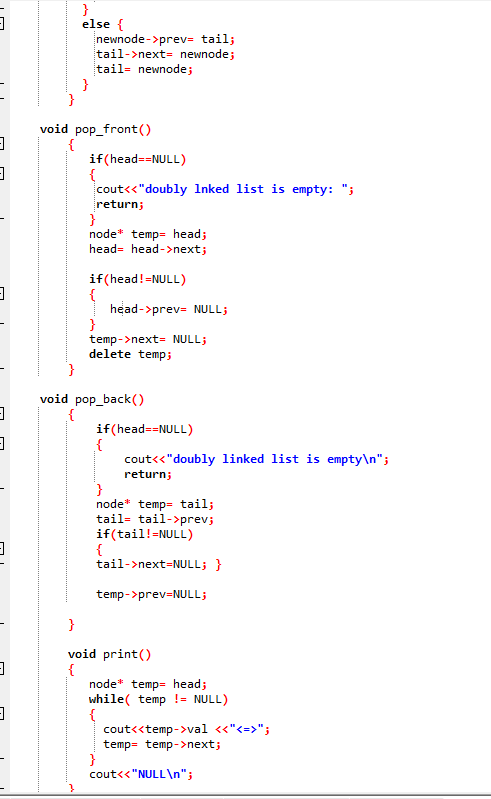 }
else {
newnode->prev= tail;
tail->next= newnode;
tail= newnode;
}
}
void pop_front()
{
if(head==NULL)
{
cout<<"doubly lnked list is empty: ";
return;
}
node* temp= head;
head= head->next;
if(head!=NULL)
{
head->prev= NULL;
}
temp->next= NULL;
delete temp;
}
void pop_back()
{
if(head==NULL)
{
cout<<"doubly linked list is empty\n";
return;
}
node* temp= tail;
tail= tail->prev;
if(tail!=NULL)
{
tail->next=NULL; }
temp->prev=NULL;
}
void print()
{
node* temp= head;
while( temp != NULL)
{
cout<<temp->val <<"<=>";
temp= temp->next;
}
cout<<"NULL\n";
}